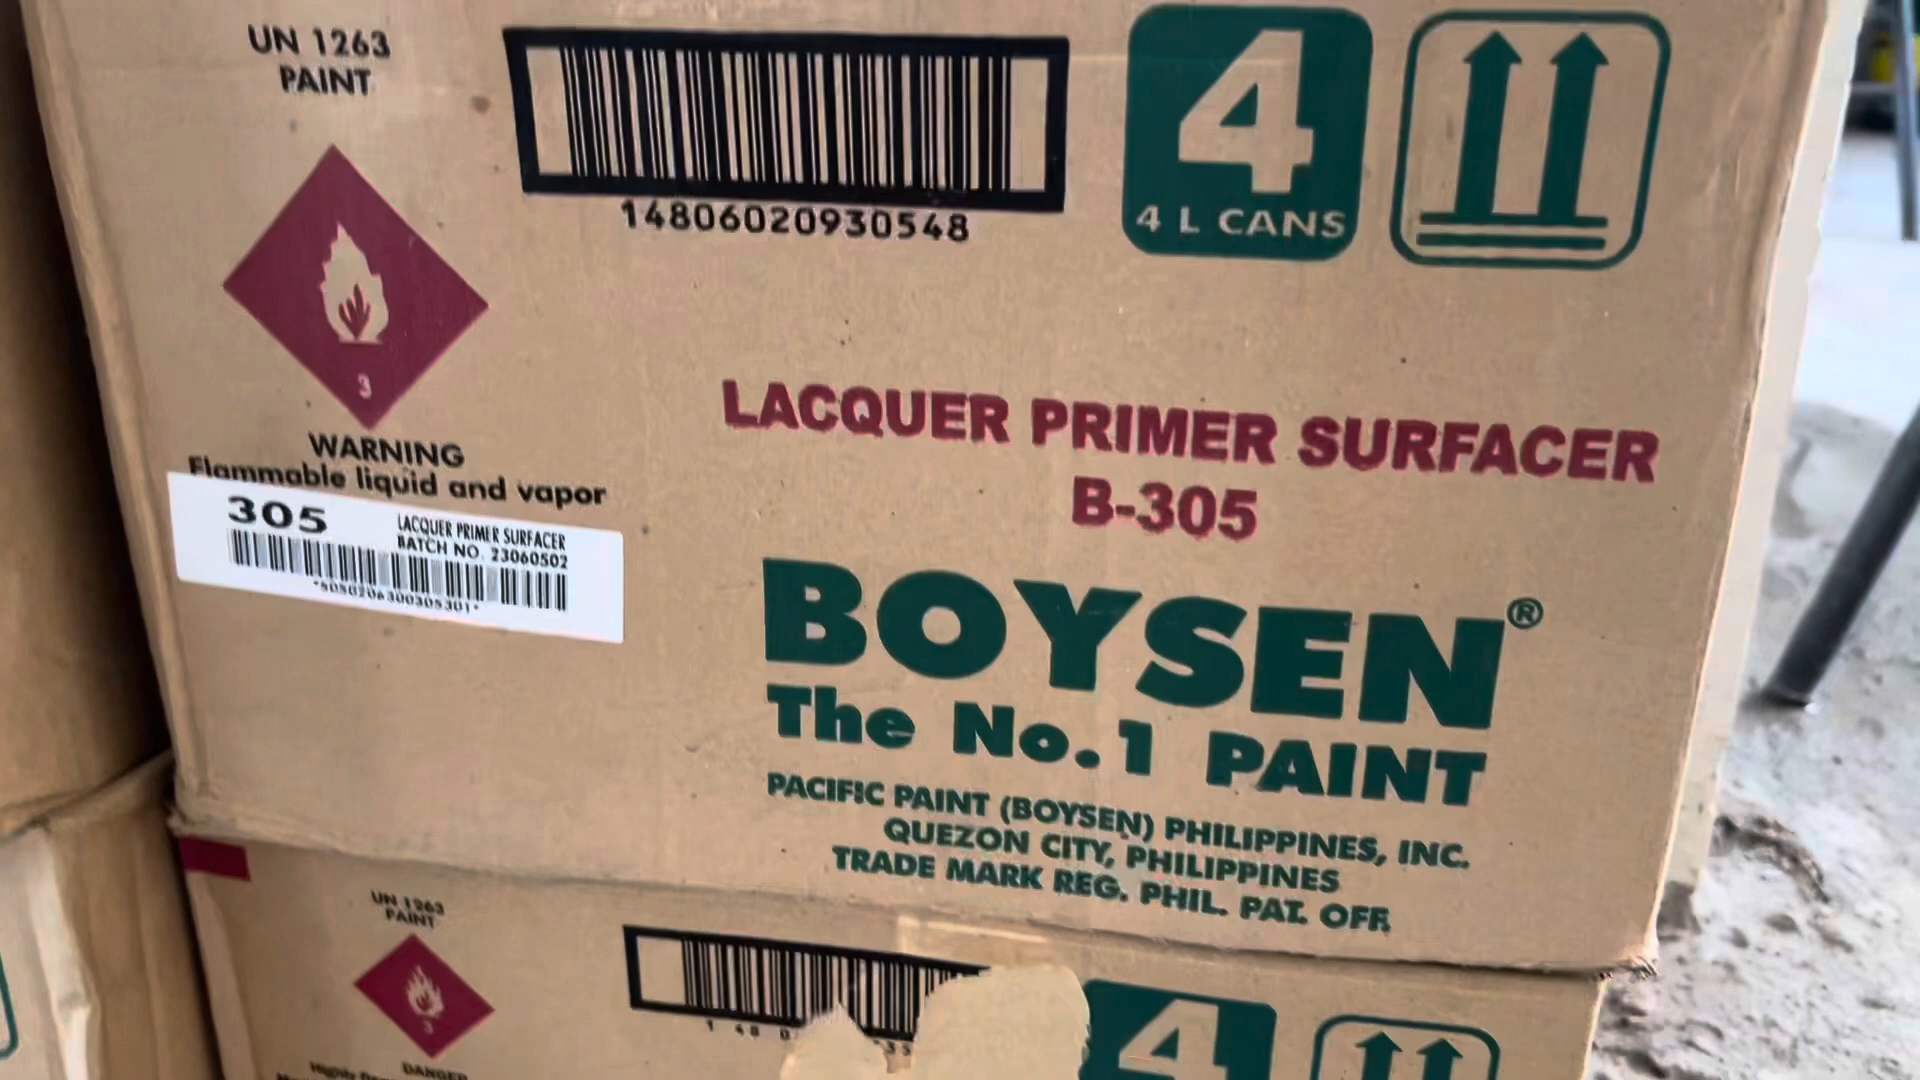 UN 1263
PAINT
14806020930548
4
4 L CANS
3
WARNING
Flammable liquid and vapor
305
LACQUER PRIMER SURFACER
BATCH NO. 23060502
LACQUER PRIMER SURFACER
B-305
BOYSEN®
The No.1 PAINT
PACIFIC PAINT (BOYSEN) PHILIPPINES, INC.
QUEZON CITY, PHILIPPINES
TRADE MARK REG. PHIL. PAT. OFF.
UN 1263
PAINT
3
4
DANGER
Highly